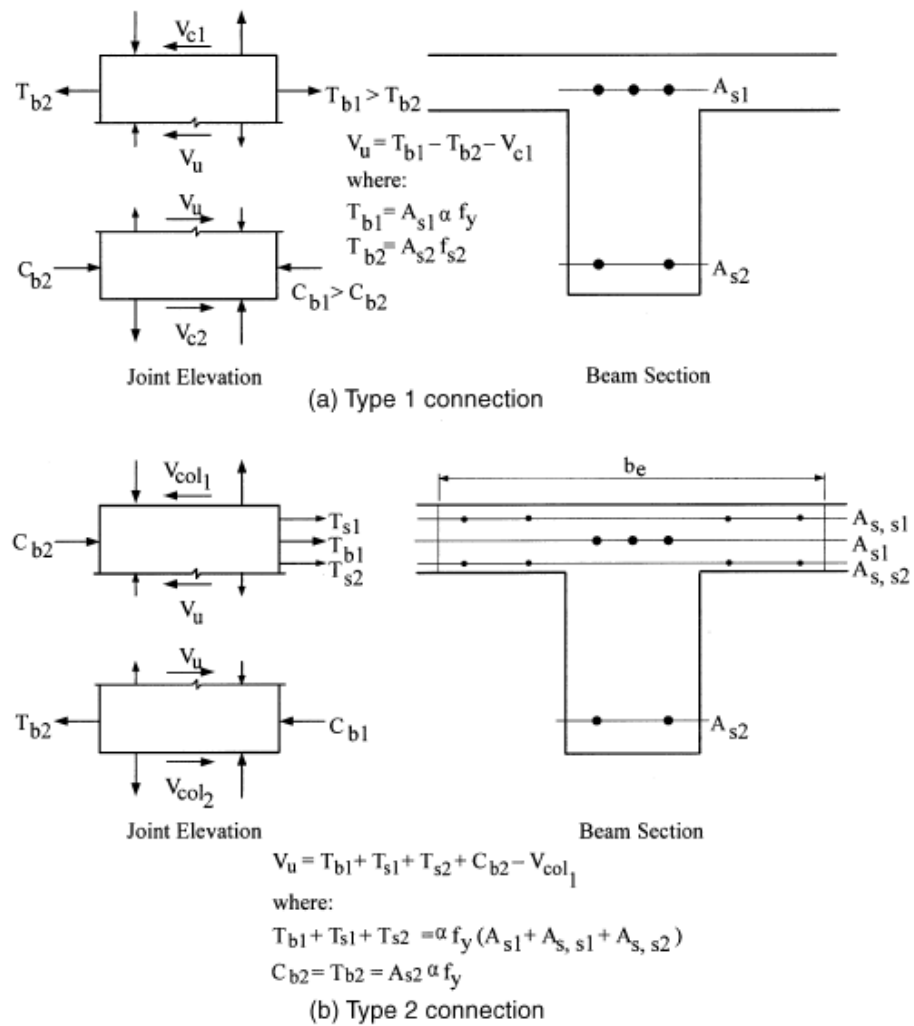 V_c1
T_b2
T_b1 > T_b2
A_s1
V_u
V_u = T_b1 − T_b2 − V_c1
where:
T_b1 = A_s1 α f_y
T_b2 = A_s2 f_s2
V_u
C_b2
C_b1 > C_b2
V_c2
A_s2
Joint Elevation
Beam Section
(a) Type 1 connection
b_e
V_col_1
T_s1
C_b2
T_b1
T_s2
A_s, s1
A_s1
A_s, s2
V_u
V_u
T_b2
C_b1
V_col_2
A_s2
Joint Elevation
Beam Section
V_u = T_b1 + T_s1 + T_s2 + C_b2 − V_col_1
where:
T_b1 + T_s1 + T_s2 = α f_y (A_s1 + A_s, s1 + A_s, s2)
C_b2 = T_b2 = A_s2 α f_y
(b) Type 2 connection